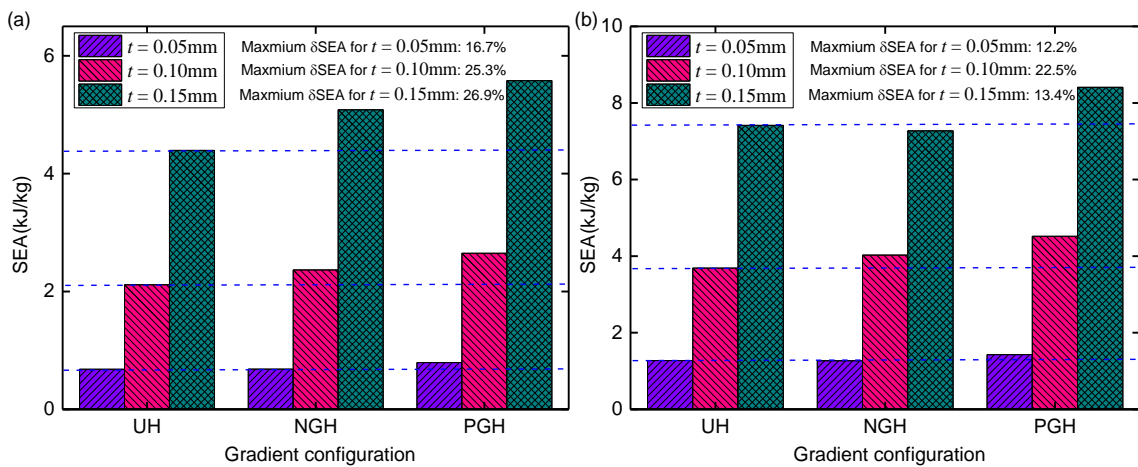 (a)
t = 0.05mm
t = 0.10mm
t = 0.15mm
Maxmium δSEA for t = 0.05mm: 16.7%
Maxmium δSEA for t = 0.10mm: 25.3%
Maxmium δSEA for t = 0.15mm: 26.9%
SEA(kJ/kg)
6
4
2
0
UH NGH PGH
Gradient configuration
(b)
t = 0.05mm
t = 0.10mm
t = 0.15mm
Maxmium δSEA for t = 0.05mm: 12.2%
Maxmium δSEA for t = 0.10mm: 22.5%
Maxmium δSEA for t = 0.15mm: 13.4%
SEA(kJ/kg)
10
8
6
4
2
0
UH NGH PGH
Gradient configuration